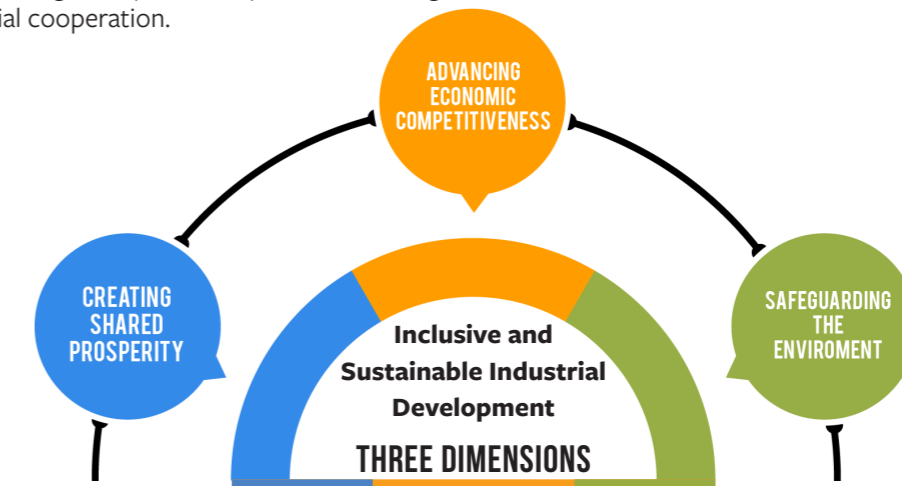 ial cooperation.
ADVANCING
ECONOMIC
COMPETITIVENESS
CREATING
SHARED
PROSPERITY
SAFEGUARDING
THE
ENVIROMENT
Inclusive and
Sustainable Industrial
Development
THREE DIMENSIONS